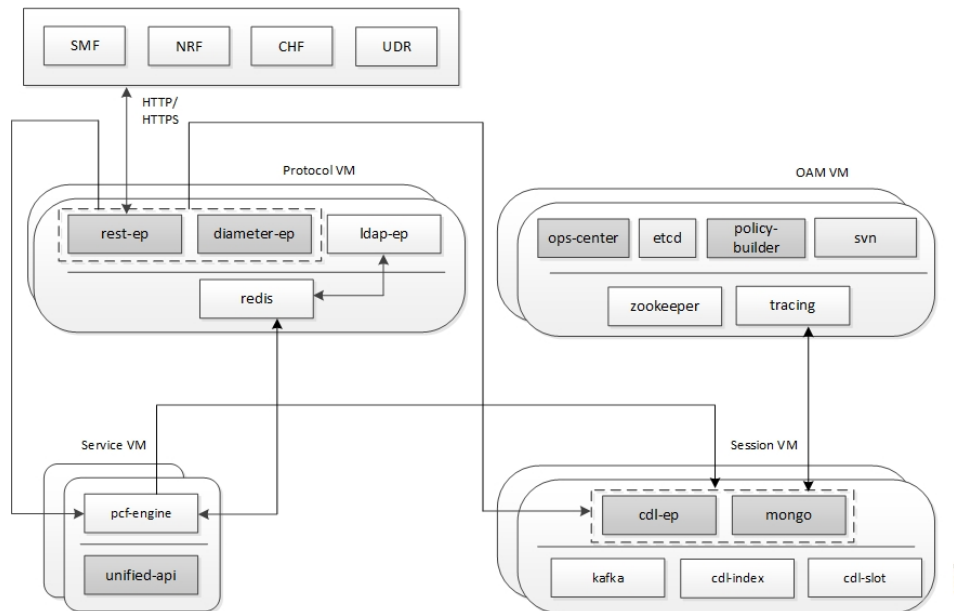 SMF
NRF
CHF
UDR
HTTP/
HTTPS
Protocol VM
OAM VM
rest-ep
diameter-ep
ldap-ep
redis
ops-center
etcd
policy-
builder
svn
zookeeper
tracing
Service VM
Session VM
pcf-engine
unified-api
cdl-ep
mongo
kafka
cdl-index
cdl-slot